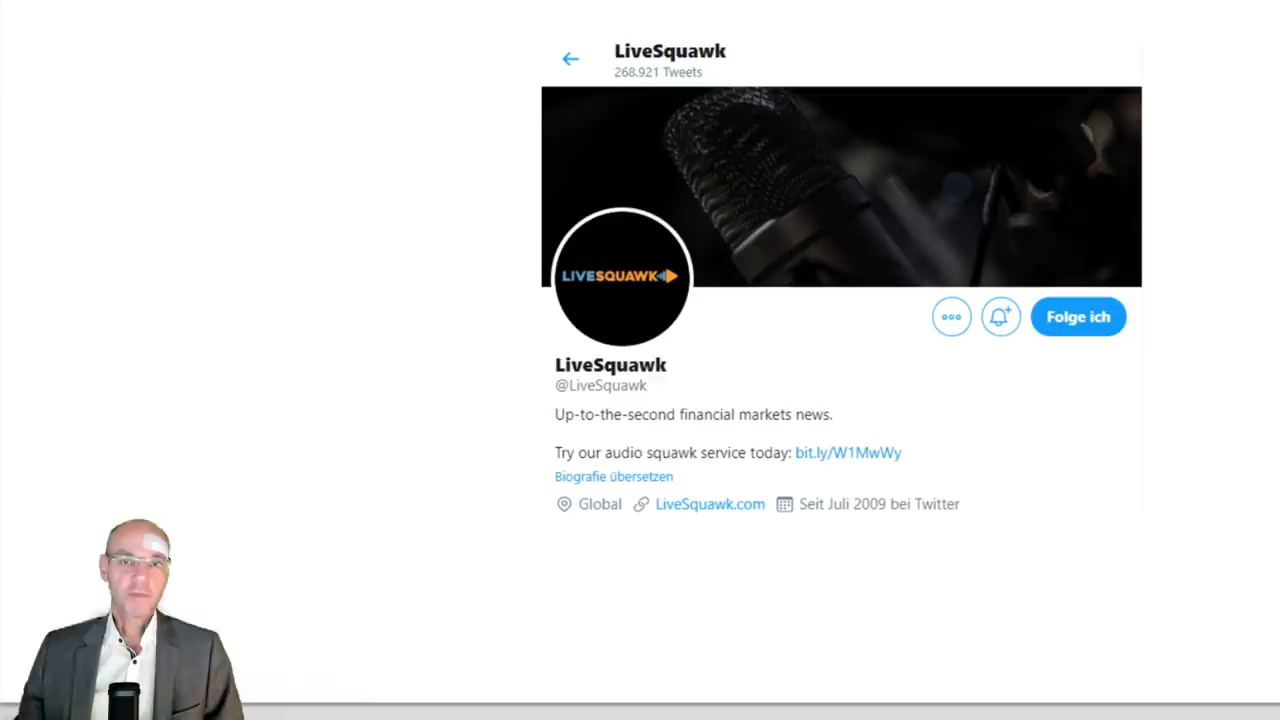 LiveSquawk
268.921 Tweets
LIVESQUAWK
Folge ich
LiveSquawk
@LiveSquawk
Up-to-the-second financial markets news.
Try our audio squawk service today: bit.ly/W1MwWy
Biografie übersetzen
Global LiveSquawk.com Seit Juli 2009 bei Twitter